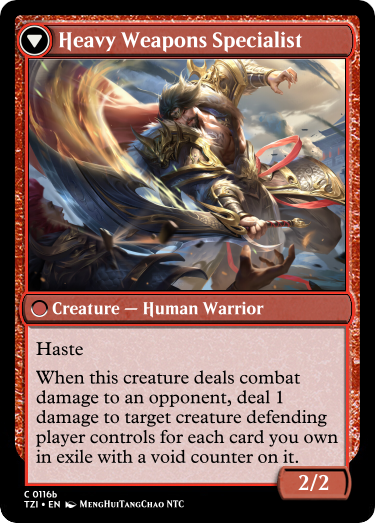 Heavy Weapons Specialist
Creature — Human Warrior
Haste
When this creature deals combat
damage to an opponent, deal 1
damage to target creature defending
player controls for each card you own
in exile with a void counter on it.
2/2
C 0116b
TZI • EN MengHuiTangChao NTC